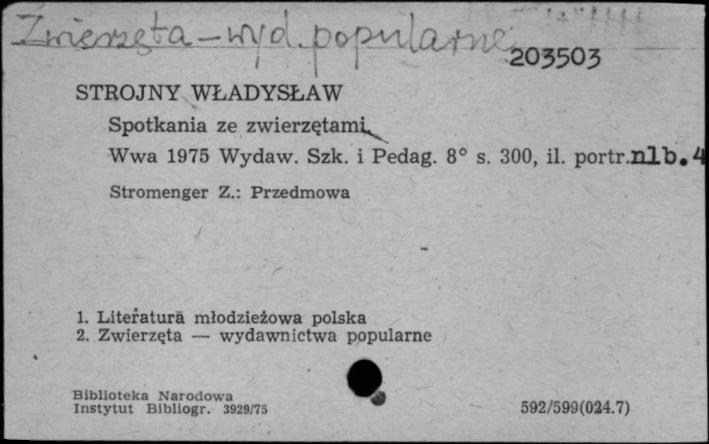 Zwierzęta – wyd. popularne
203503
STROJNY WŁADYSŁAW
Spotkania ze zwierzętami
Wwa 1975 Wydaw. Szk. i Pedag. 8° s. 300, il. portr. nlb. 4
Stromenger Z.: Przedmowa
1. Literatura młodzieżowa polska
2. Zwierzęta — wydawnictwa popularne
Biblioteka Narodowa
Instytut Bibliogr. 3929/75
592/599(024.7)